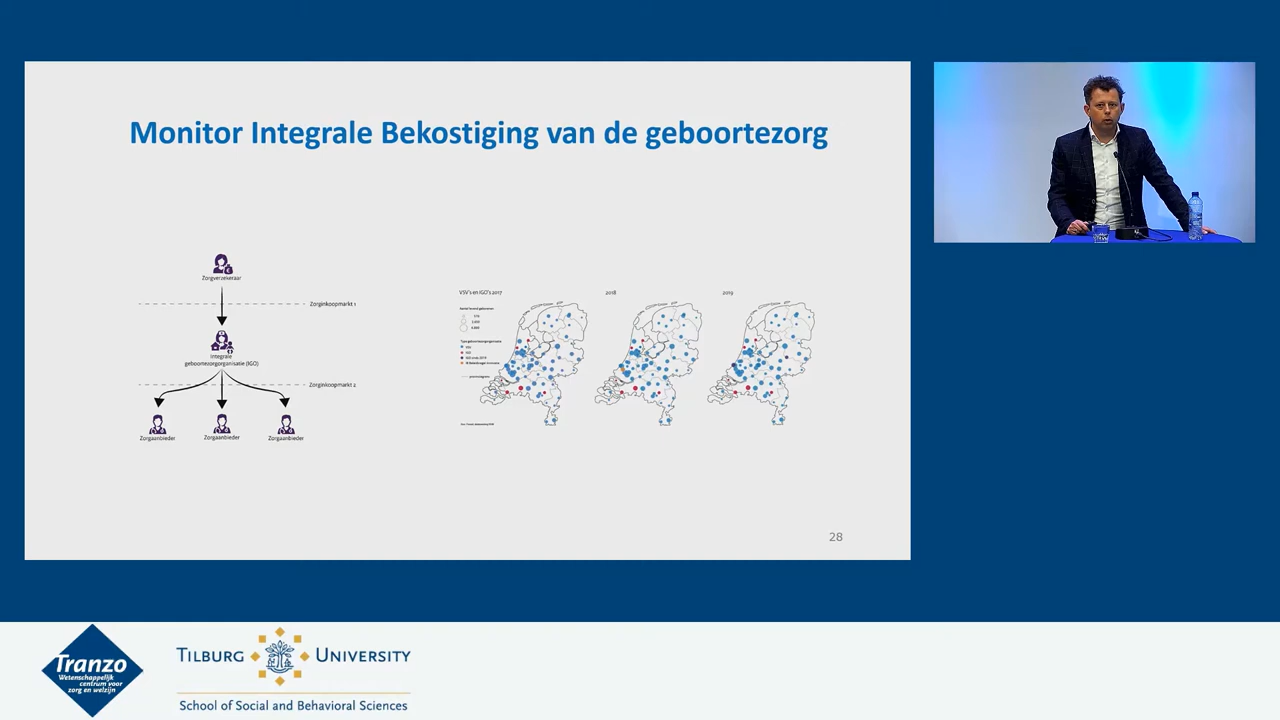 Monitor Integrale Bekostiging van de geboortezorg
Zorgverzekeraar
Zorginkoopmarkt 1
Integrale
geboortezorgorganisatie (IGO)
Zorginkoopmarkt 2
Zorgaanbieder
Zorgaanbieder
Zorgaanbieder
VSV's en IGO's 2017
2018
2019
VSV
IGO
28
Tranzo
Wetenschappelijk
centrum voor
zorg en welzijn
TILBURG UNIVERSITY
School of Social and Behavioral Sciences